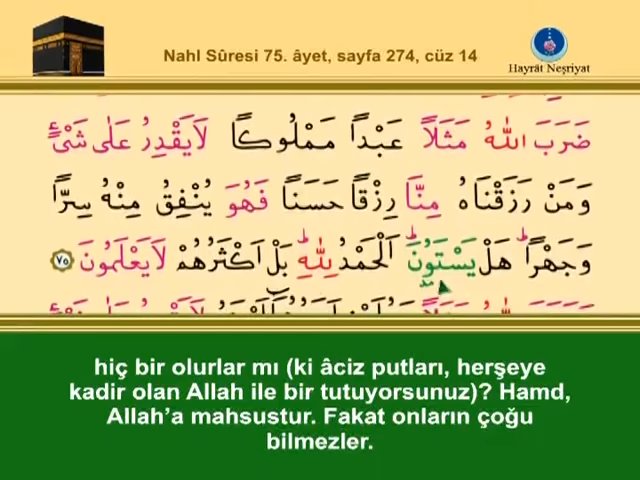 Nahl Sûresi 75. âyet, sayfa 274, cüz 14
Hayrât Neşriyat
ضَرَبَ اللّٰهُ مَثَلًا عَبْدًا مَمْلُوكًا لَا يَقْدِرُ عَلٰى شَىْءٍ
وَمَنْ رَزَقْنَاهُ مِنَّا رِزْقًا حَسَنًا فَهُوَ يُنْفِقُ مِنْهُ سِرًّا
وَجَهْرًا هَلْ يَسْتَوُنَ اَلْحَمْدُ لِلّٰهِ بَلْ اَكْثَرُهُمْ لَا يَعْلَمُونَ ٧٥
hiç bir olurlar mı (ki âciz putları, herşeye
kadir olan Allah ile bir tutuyorsunuz)? Hamd,
Allah'a mahsustur. Fakat onların çoğu
bilmezler.